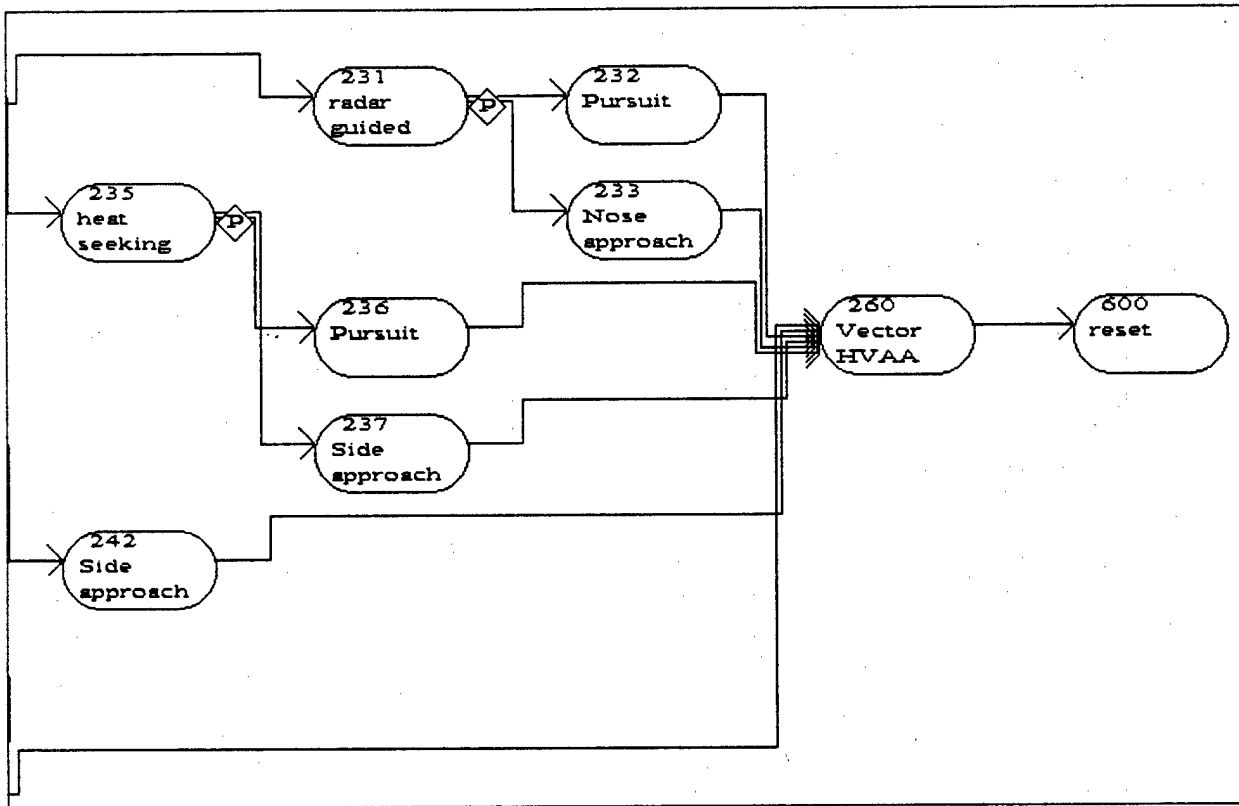 231
radar
guided
P
232
Pursuit
233
Nose
approach
235
heat
seeking
P
236
Pursuit
237
Side
approach
242
Side
approach
260
Vector
HVAA
600
reset